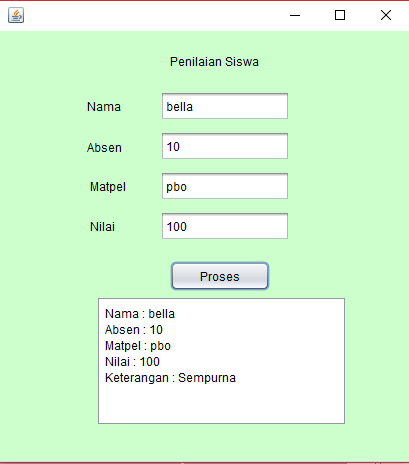 Penilaian Siswa
Nama bella
Absen 10
Matpel pbo
Nilai 100
Proses
Nama : bella
Absen : 10
Matpel : pbo
Nilai : 100
Keterangan : Sempurna